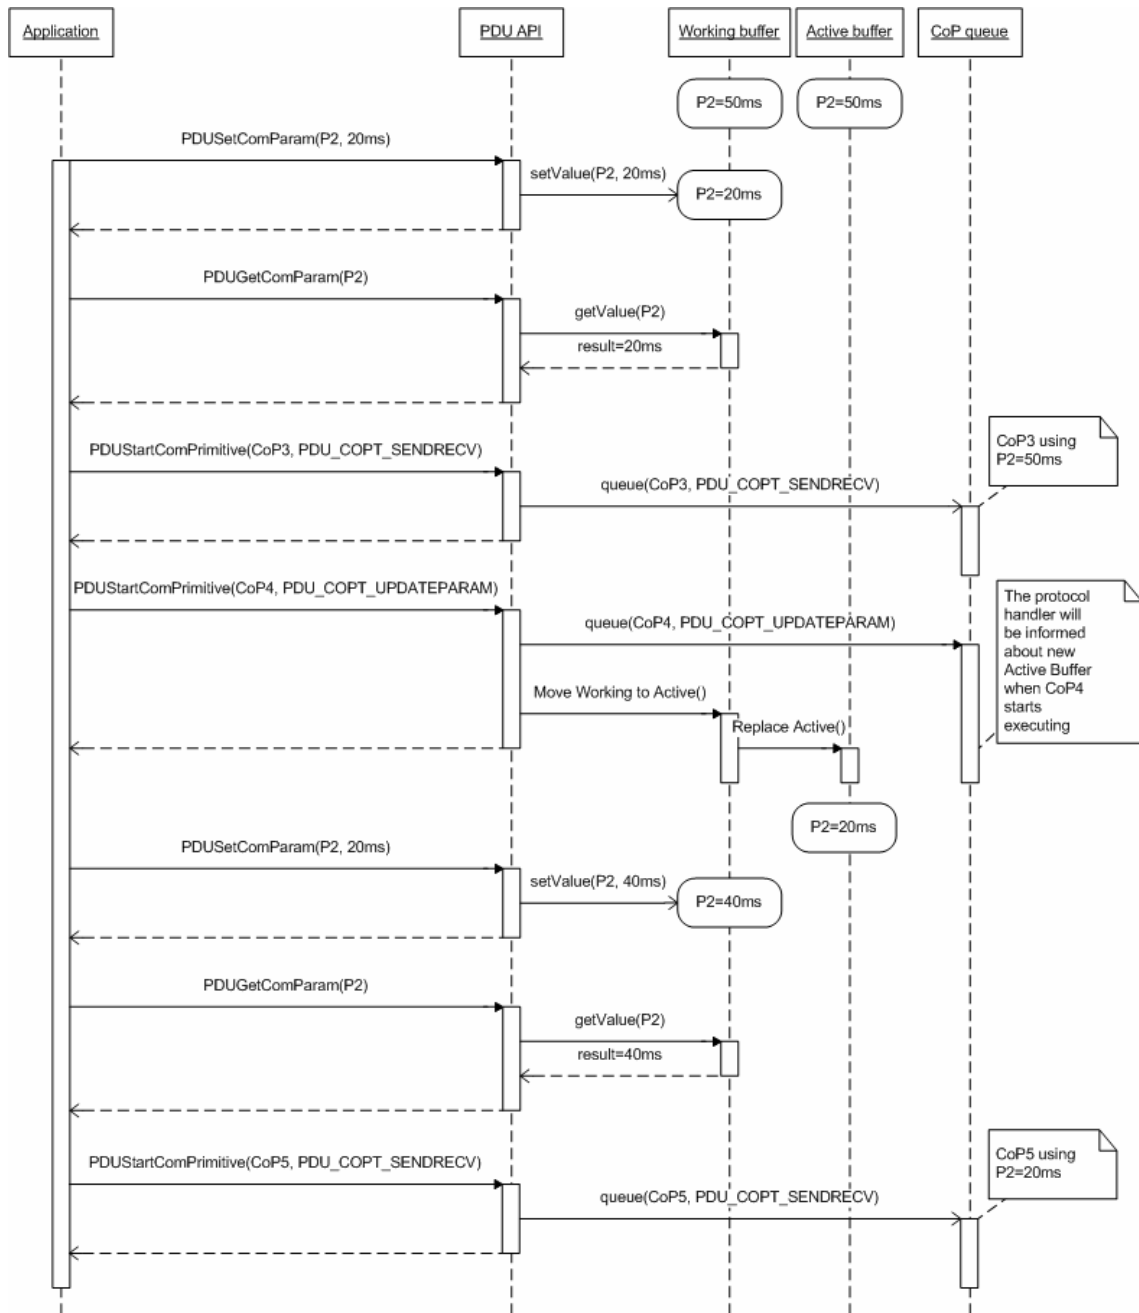 Application
PDU API
Working buffer
Active buffer
CoP queue
P2=50ms
P2=50ms
PDUSetComParam(P2, 20ms)
setValue(P2, 20ms)
P2=20ms
PDUGetComParam(P2)
getValue(P2)
result=20ms
PDUStartComPrimitive(CoP3, PDU_COPT_SENDRECV)
queue(CoP3, PDU_COPT_SENDRECV)
CoP3 using
P2=50ms
PDUStartComPrimitive(CoP4, PDU_COPT_UPDATEPARAM)
queue(CoP4, PDU_COPT_UPDATEPARAM)
The protocol
handler will
be informed
about new
Active Buffer
when CoP4
starts
executing
Move Working to Active()
Replace Active()
P2=20ms
PDUSetComParam(P2, 20ms)
setValue(P2, 40ms)
P2=40ms
PDUGetComParam(P2)
getValue(P2)
result=40ms
PDUStartComPrimitive(CoP5, PDU_COPT_SENDRECV)
queue(CoP5, PDU_COPT_SENDRECV)
CoP5 using
P2=20ms